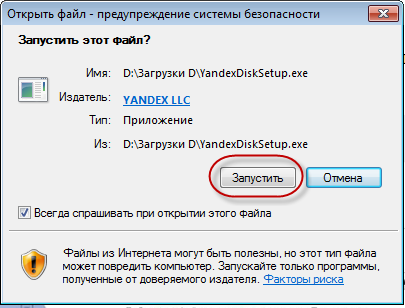 Открыть файл - предупреждение системы безопасности
Запустить этот файл?
Имя: D:\Загрузки D\YandexDiskSetup.exe
Издатель: YANDEX LLC
Тип: Приложение
Из: D:\Загрузки D\YandexDiskSetup.exe
Запустить Отмена
Всегда спрашивать при открытии этого файла
Файлы из Интернета могут быть полезны, но этот тип файла
может повредить компьютер. Запускайте только программы,
полученные от доверяемого издателя. Факторы риска